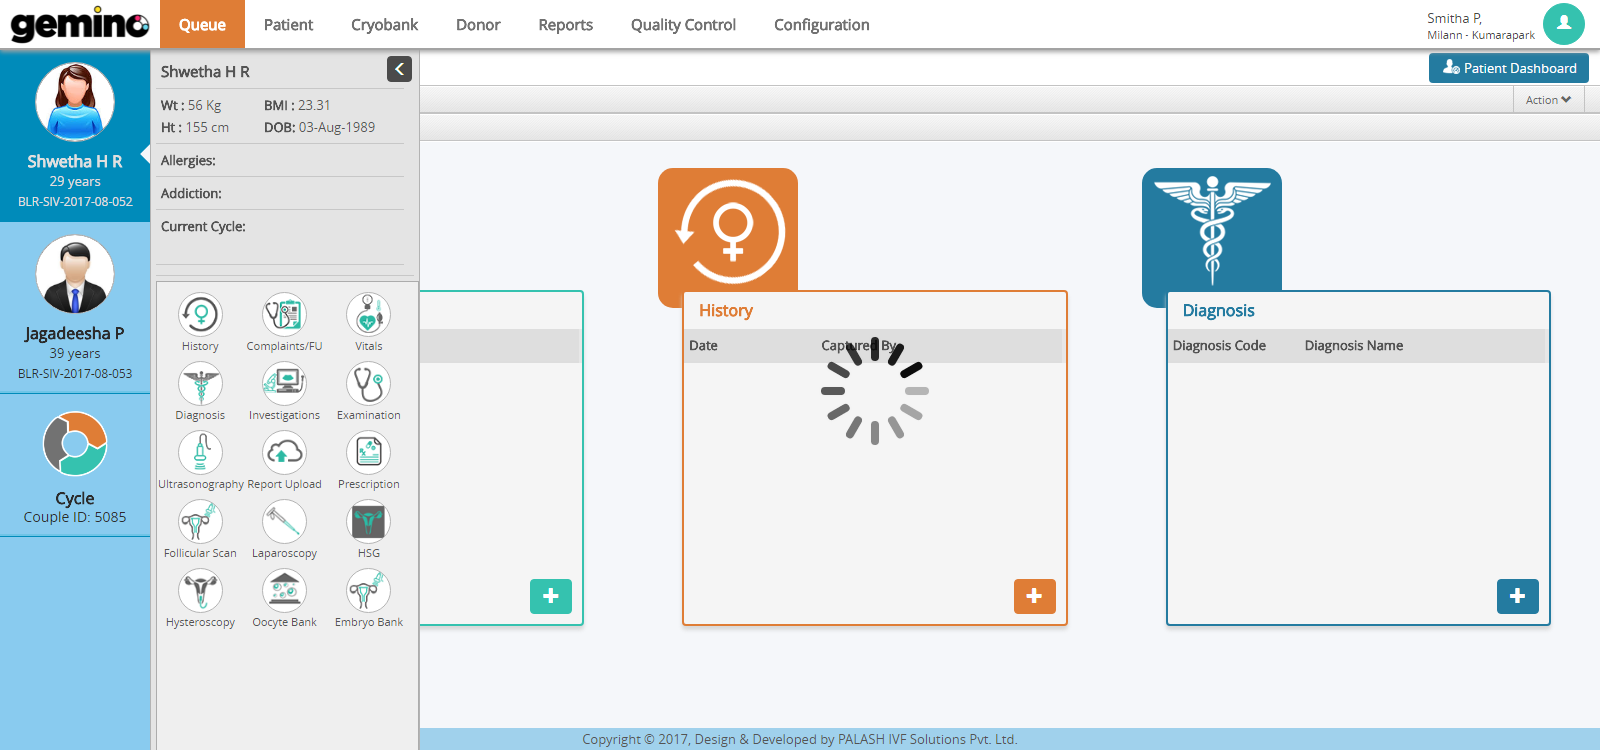 gemino
Queue
Patient
Cryobank
Donor
Reports
Quality Control
Configuration
Smitha P,
Milann - Kumarapark
Shwetha H R
29 years
BLR-SIV-2017-08-052
Jagadeesha P
39 years
BLR-SIV-2017-08-053
Cycle
Couple ID: 5085
Shwetha H R
Wt : 56 Kg BMI : 23.31
Ht : 155 cm DOB: 03-Aug-1989
Allergies:
Addiction:
Current Cycle:
History Complaints/FU Vitals
Diagnosis Investigations Examination
Ultrasonography Report Upload Prescription
Follicular Scan Laparoscopy HSG
Hysteroscopy Oocyte Bank Embryo Bank
Patient Dashboard
Action
History
Date Captured By
Diagnosis
Diagnosis Code Diagnosis Name
Copyright © 2017, Design & Developed by PALASH IVF Solutions Pvt. Ltd.